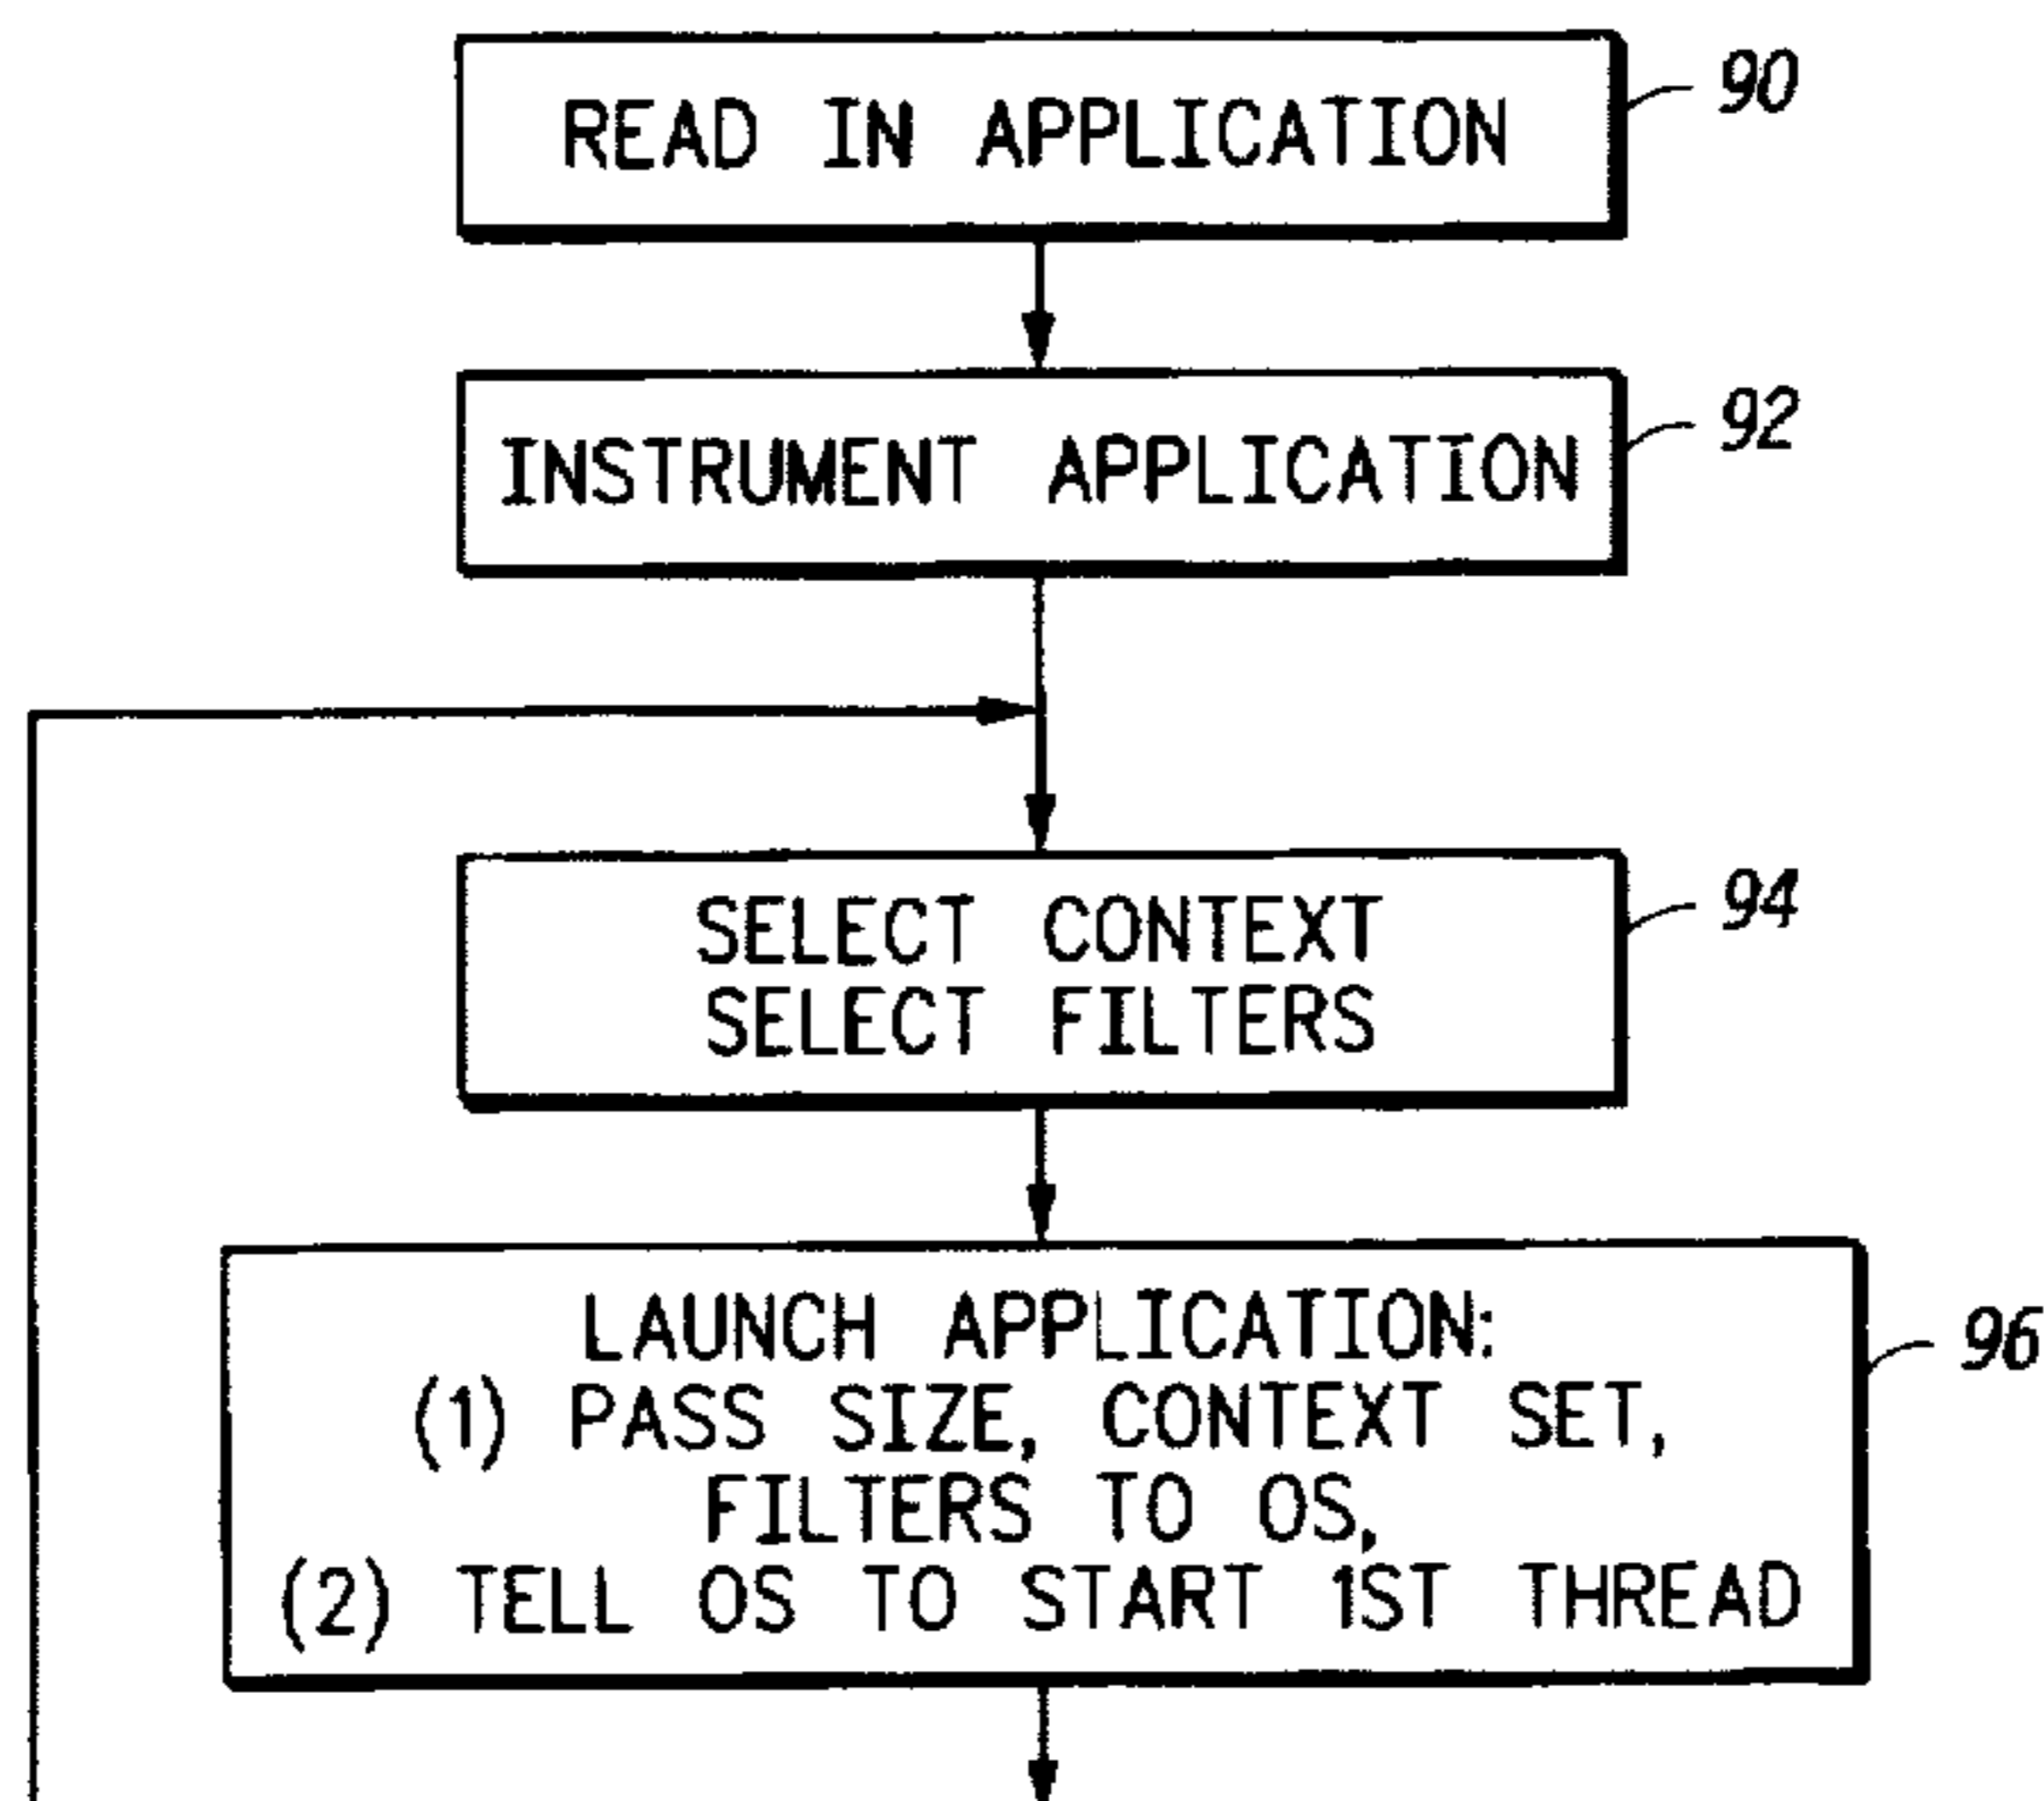 READ IN APPLICATION
90
INSTRUMENT APPLICATION
92
SELECT CONTEXT
SELECT FILTERS
94
LAUNCH APPLICATION:
(1) PASS SIZE, CONTEXT SET,
FILTERS TO OS,
(2) TELL OS TO START 1ST THREAD
96